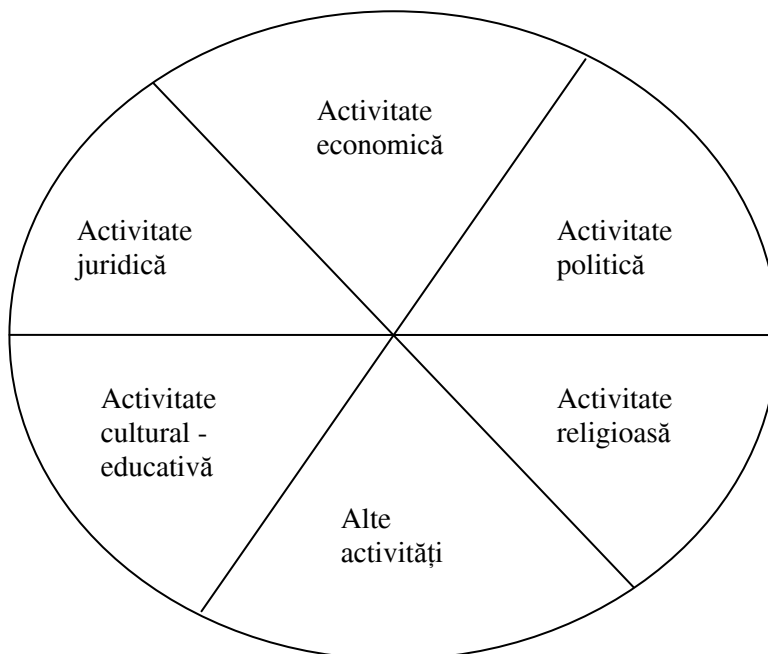 Activitate
economică
Activitate
juridică
Activitate
politică
Activitate
cultural -
educativă
Activitate
religioasă
Alte
activități